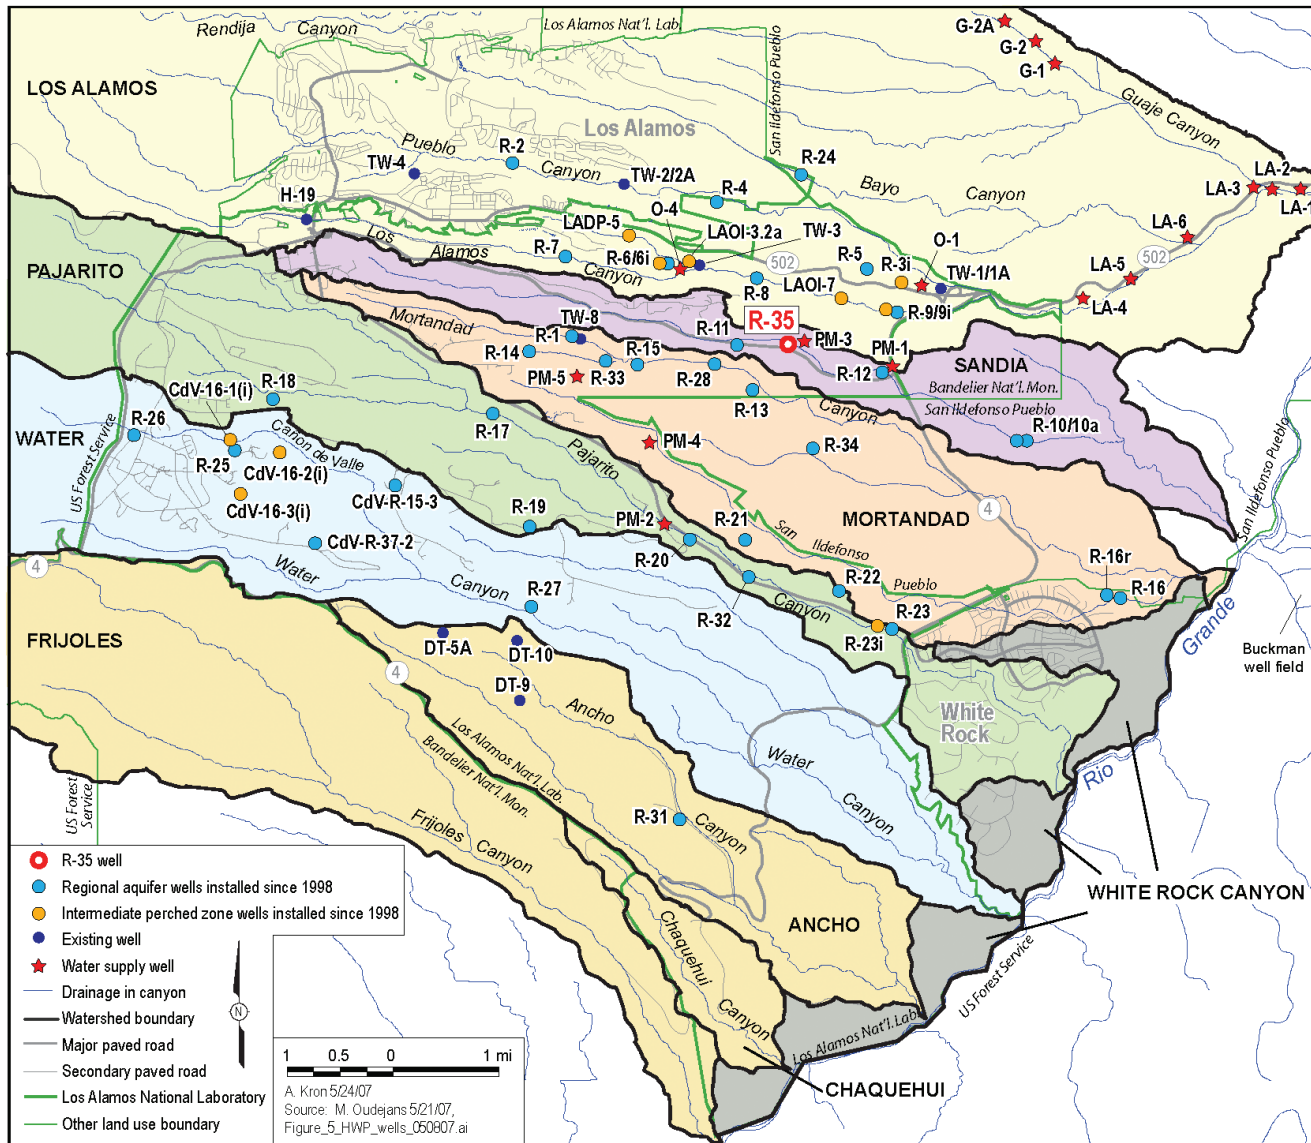 Rendija Canyon
Los Alamos Nat'l. Lab.
G-2A
G-2
G-1
Guaje Canyon
LOS ALAMOS
San Ildefonso Pueblo
Los Alamos
Pueblo Canyon
R-2
TW-4
TW-2/2A
R-24
R-4
Bayo Canyon
LA-3
LA-2
LA-1
H-19
LADP-5
O-4
LAOI-3.2a
TW-3
LA-6
Los Alamos Canyon
R-7
R-6/6i
502
R-5
R-3i
O-1
TW-1/1A
502
LA-5
LA-4
PAJARITO
R-8
LAOI-7
R-9/9i
Mortandad Canyon
TW-8
R-1
R-11
R-35
PM-3
PM-1
R-14
R-15
R-33
PM-5
R-28
R-12
SANDIA
Bandelier Nat'l. Mon.
San Ildefonso Pueblo
R-13
CdV-16-1(i)
R-18
WATER
R-26
US Forest Service
Cañon de Valle
R-25
CdV-16-2(i)
R-17
Pajarito Canyon
PM-4
R-34
R-10/10a
San Ildefonso Pueblo
CdV-16-3(i)
CdV-R-15-3
R-19
PM-2
R-21
MORTANDAD
4
CdV-R-37-2
R-20
San Ildefonso Pueblo
4
Water Canyon
R-27
R-32
R-22
R-16r
R-16
R-23
R-23i
FRIJOLES
DT-5A
DT-10
DT-9
4
Ancho Canyon
Buckman
well field
Rio Grande
White
Rock
Los Alamos Nat'l. Lab.
Bandelier Nat'l. Mon.
Water Canyon
US Forest
Service
Frijoles Canyon
R-31
WHITE ROCK CANYON
ANCHO
Chaquehui Canyon
US Forest Service
Los Alamos Nat'l. Lab.
CHAQUEHUI
R-35 well
Regional aquifer wells installed since 1998
Intermediate perched zone wells installed since 1998
Existing well
Water supply well
Drainage in canyon
Watershed boundary
Major paved road
Secondary paved road
Los Alamos National Laboratory
Other land use boundary
N
1 0.5 0 1 mi
A. Kron 5/24/07
Source: M. Oudejans 5/21/07,
Figure_5_HWP_wells_050807.ai